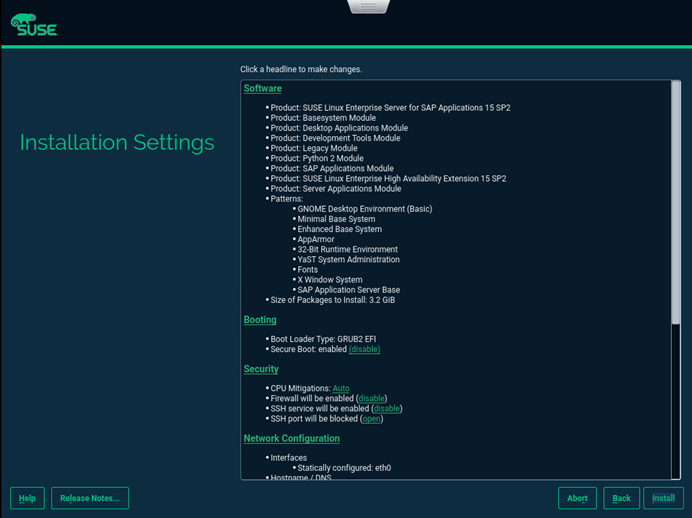 SUSE
Click a headline to make changes.
Installation Settings
Software
• Product: SUSE Linux Enterprise Server for SAP Applications 15 SP2
• Product: Basesystem Module
• Product: Desktop Applications Module
• Product: Development Tools Module
• Product: Legacy Module
• Product: Python 2 Module
• Product: SAP Applications Module
• Product: SUSE Linux Enterprise High Availability Extension 15 SP2
• Product: Server Applications Module
• Patterns:
• GNOME Desktop Environment (Basic)
• Minimal Base System
• Enhanced Base System
• AppArmor
• 32-Bit Runtime Environment
• YaST System Administration
• Fonts
• X Window System
• SAP Application Server Base
• Size of Packages to Install: 3.2 GiB
Booting
• Boot Loader Type: GRUB2 EFI
• Secure Boot: enabled (disable)
Security
• CPU Mitigations: Auto
• Firewall will be enabled (disable)
• SSH service will be enabled (disable)
• SSH port will be blocked (open)
Network Configuration
• Interfaces
• Statically configured: eth0
• Hostname / DNS
Help Release Notes... Abort Back Install